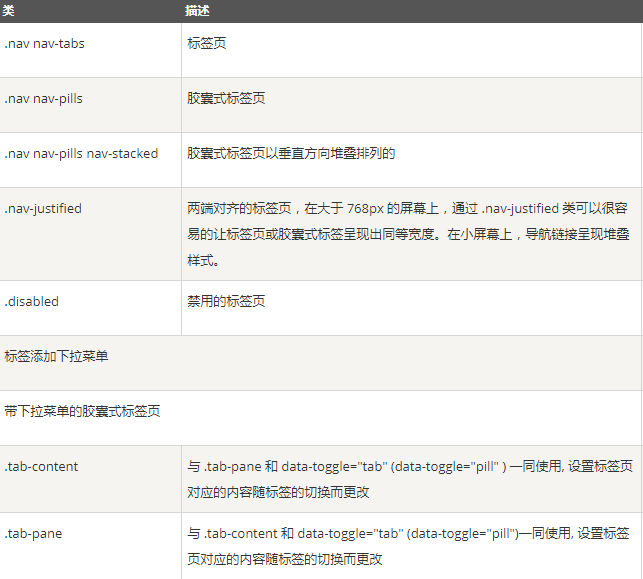 类 描述
.nav nav-tabs 标签页
.nav nav-pills 胶囊式标签页
.nav nav-pills nav-stacked 胶囊式标签页以垂直方向堆叠排列的
.nav-justified 两端对齐的标签页，在大于 768px 的屏幕上，通过 .nav-justified 类可以很容
易的让标签页或胶囊式标签呈现出同等宽度。在小屏幕上，导航链接呈现堆叠
样式。
.disabled 禁用的标签页
标签添加下拉菜单
带下拉菜单的胶囊式标签页
.tab-content 与 .tab-pane 和 data-toggle="tab" (data-toggle="pill" ) 一同使用, 设置标签页
对应的内容随标签的切换而更改
.tab-pane 与 .tab-content 和 data-toggle="tab" (data-toggle="pill")一同使用, 设置标签
页对应的内容随标签的切换而更改